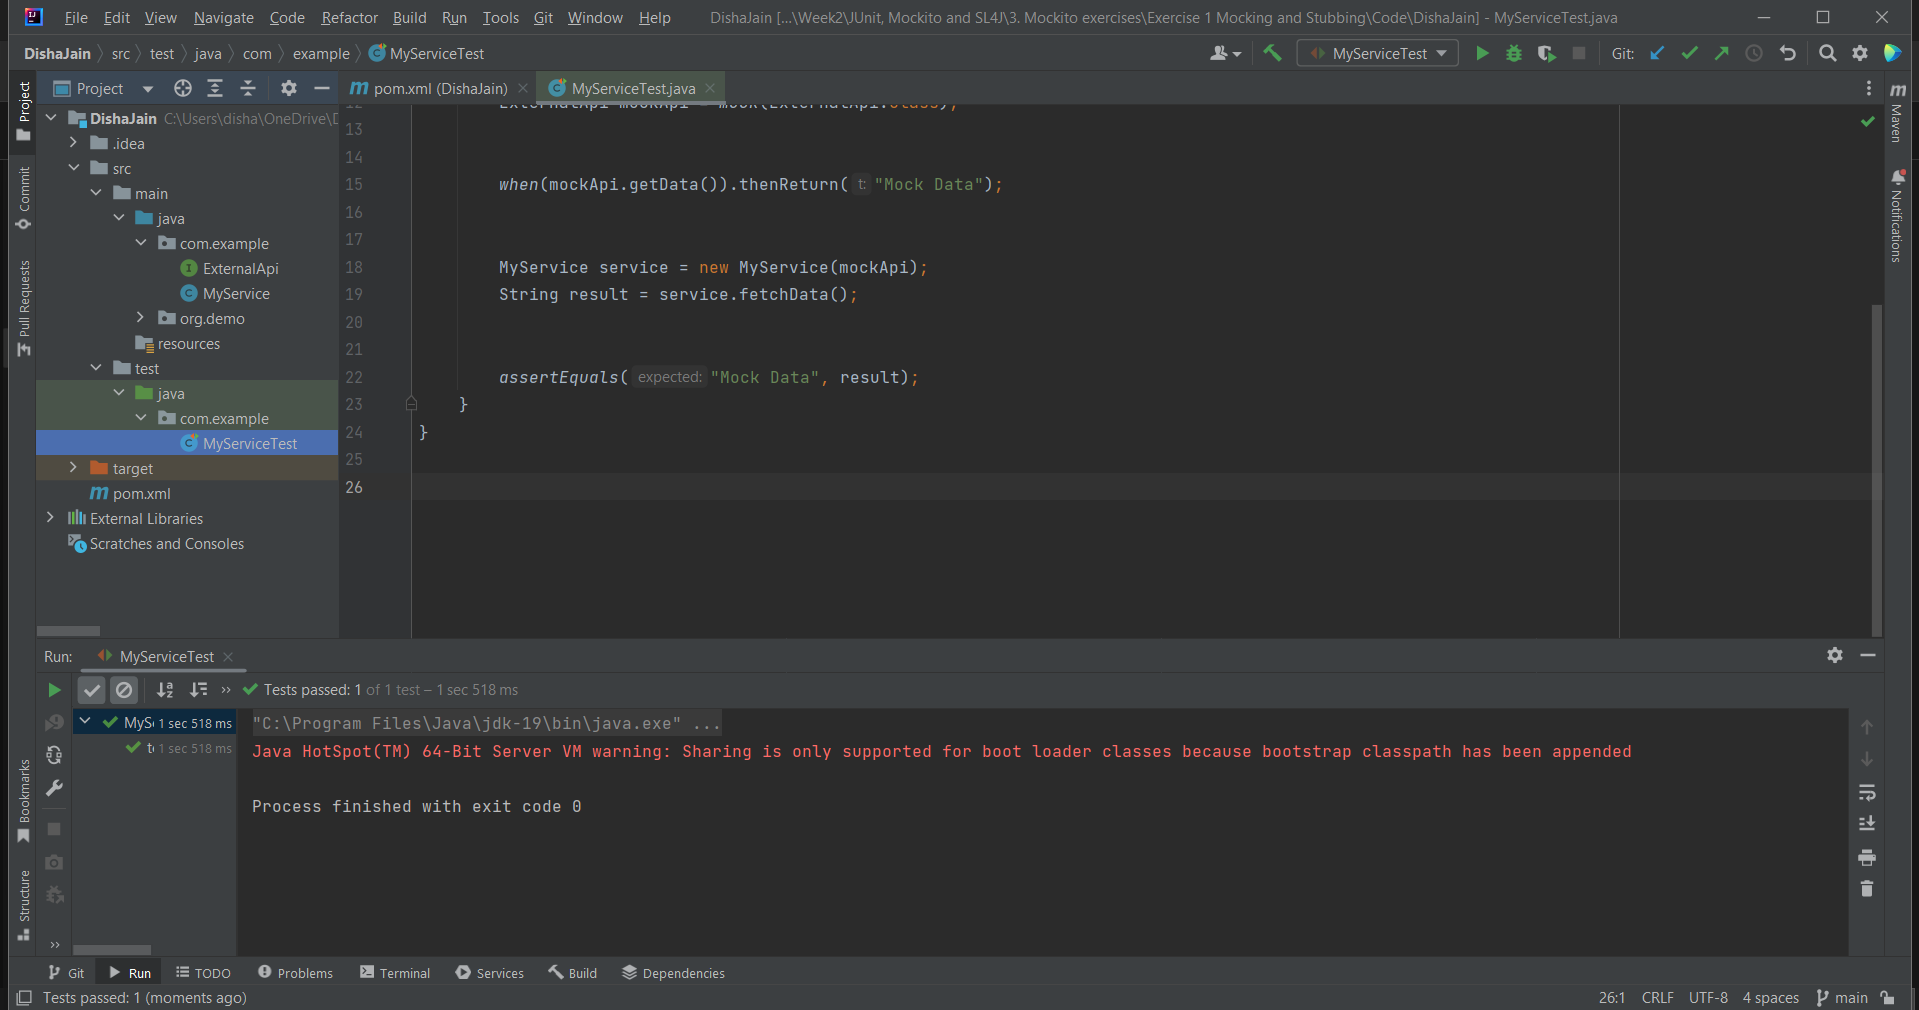 File Edit View Navigate Code Refactor Build Run Tools Git Window Help DishaJain [...\Week2\JUnit, Mockito and SL4J\3. Mockito exercises\Exercise 1 Mocking and Stubbing\Code\DishaJain] - MyServiceTest.java
DishaJain src test java com example MyServiceTest MyServiceTest Git:
Project pom.xml (DishaJain) MyServiceTest.java
Project
Commit
Pull Requests
Bookmarks
Structure
DishaJain C:\Users\disha\OneDrive\D
.idea
src
main
java
com.example
ExternalApi
MyService
org.demo
resources
test
java
com.example
MyServiceTest
target
pom.xml
External Libraries
Scratches and Consoles
12 ExternalApi mockApi = mock(ExternalApi.class);
13
14
15 when(mockApi.getData()).thenReturn( t: "Mock Data");
16
17
18 MyService service = new MyService(mockApi);
19 String result = service.fetchData();
20
21
22 assertEquals( expected: "Mock Data", result);
23 }
24 }
25
26
m
Maven
Notifications
Run: MyServiceTest
Tests passed: 1 of 1 test – 1 sec 518 ms
MyS 1 sec 518 ms
t 1 sec 518 ms
"C:\Program Files\Java\jdk-19\bin\java.exe" ...
Java HotSpot(TM) 64-Bit Server VM warning: Sharing is only supported for boot loader classes because bootstrap classpath has been appended
Process finished with exit code 0
Git Run TODO Problems Terminal Services Build Dependencies
Tests passed: 1 (moments ago) 26:1 CRLF UTF-8 4 spaces main